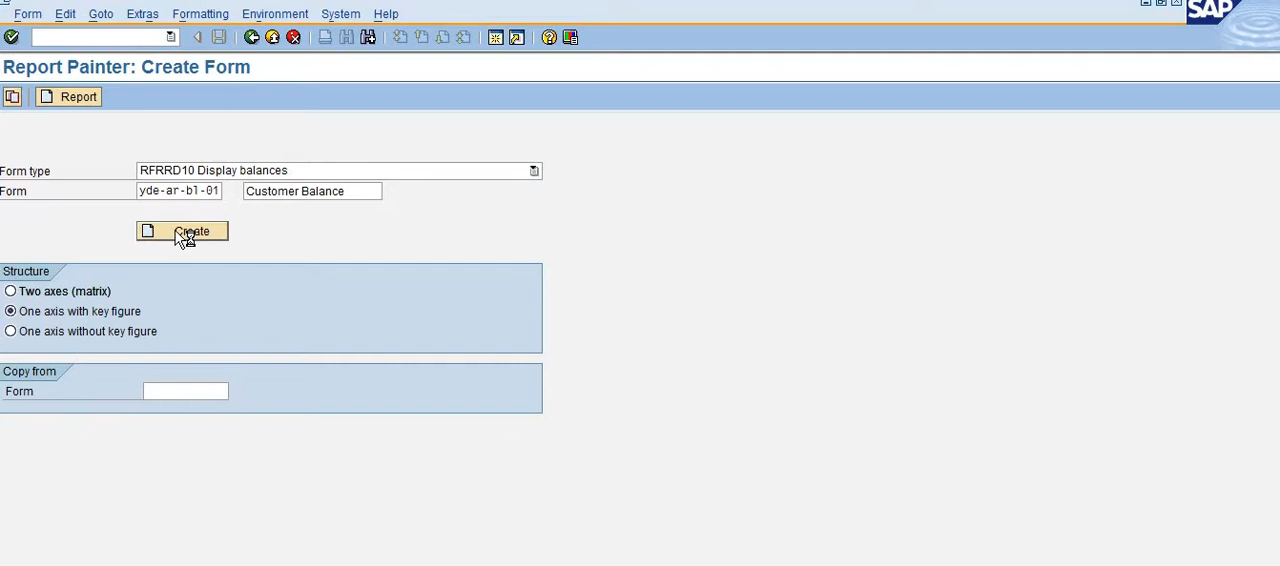 Form Edit Goto Extras Formatting Environment System Help
SAP
Report Painter: Create Form
Report
Form type RFRRD10 Display balances
Form yde-ar-bl-01 Customer Balance
Create
Structure
Two axes (matrix)
One axis with key figure
One axis without key figure
Copy from
Form